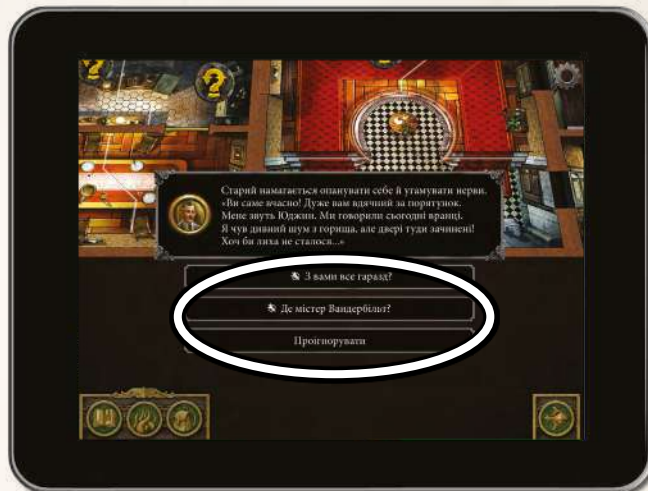 Старий намагається опанувати себе й угамувати нерви.
«Ви саме вчасно! Дуже вам вдячний за порятунок.
Мене звуть Юджин. Ми говорили сьогодні вранці.
Я чув дивний шум з горища, але двері туди зачинені!
Хоч би лиха не сталося...»
З вами все гаразд?
Де містер Вандербільт?
Проігнорувати